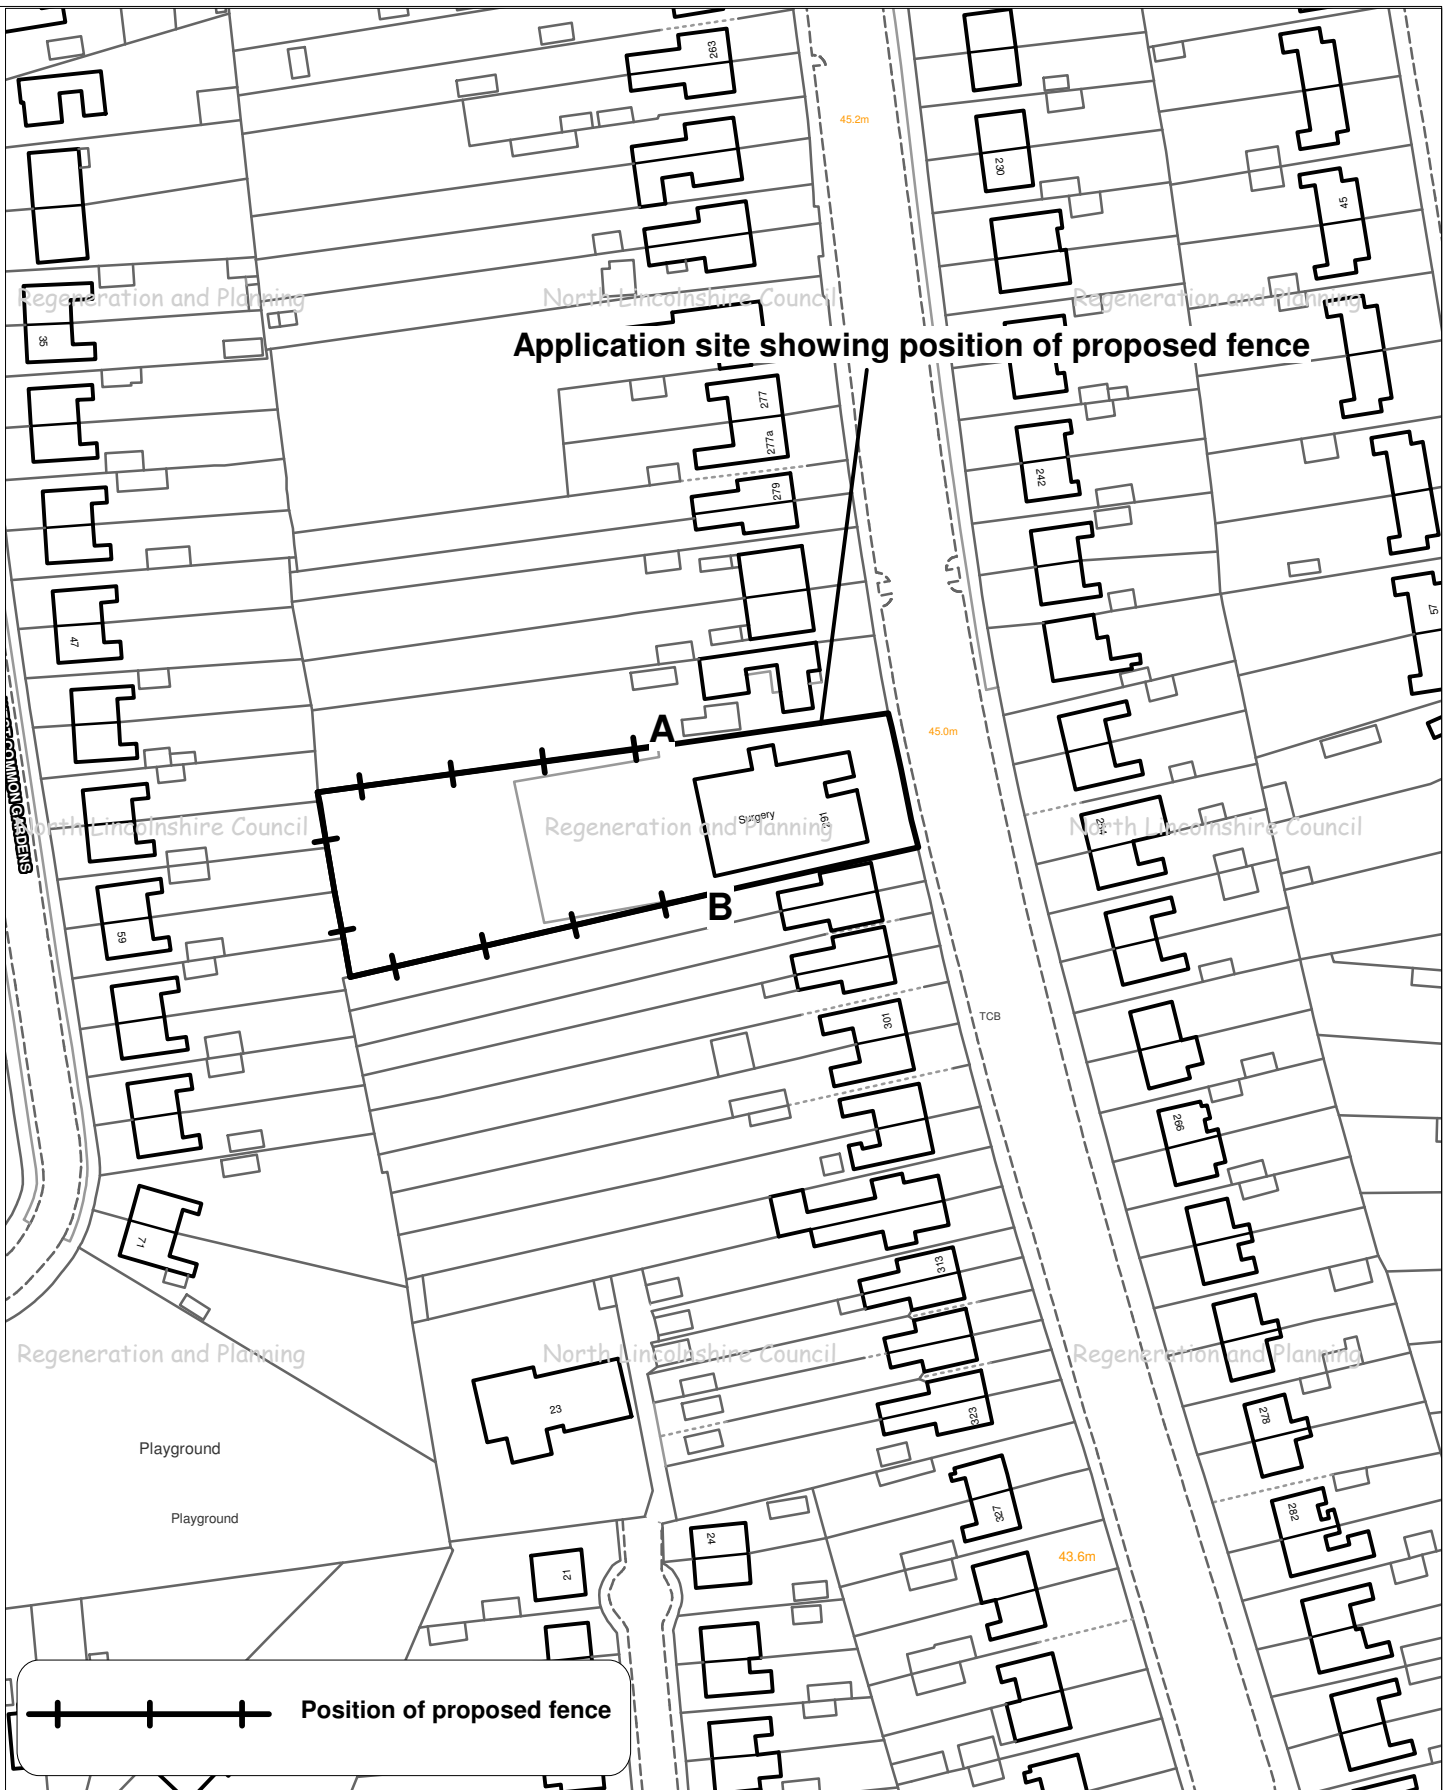 263
45.2m
230
45
Regeneration and Planning
North Lincolnshire Council
Regeneration and Planning
35
Application site showing position of proposed fence
277
277a
242
279
57
47
A
45.0m
North Lincolnshire Council
Surgery
Regeneration and Planning
North Lincolnshire Council
COMMON GARDENS
B
59
301
TCB
266
71
313
Regeneration and Planning
North Lincolnshire Council
Regeneration and Planning
23
323
278
Playground
Playground
327
282
24
43.6m
21
Position of proposed fence